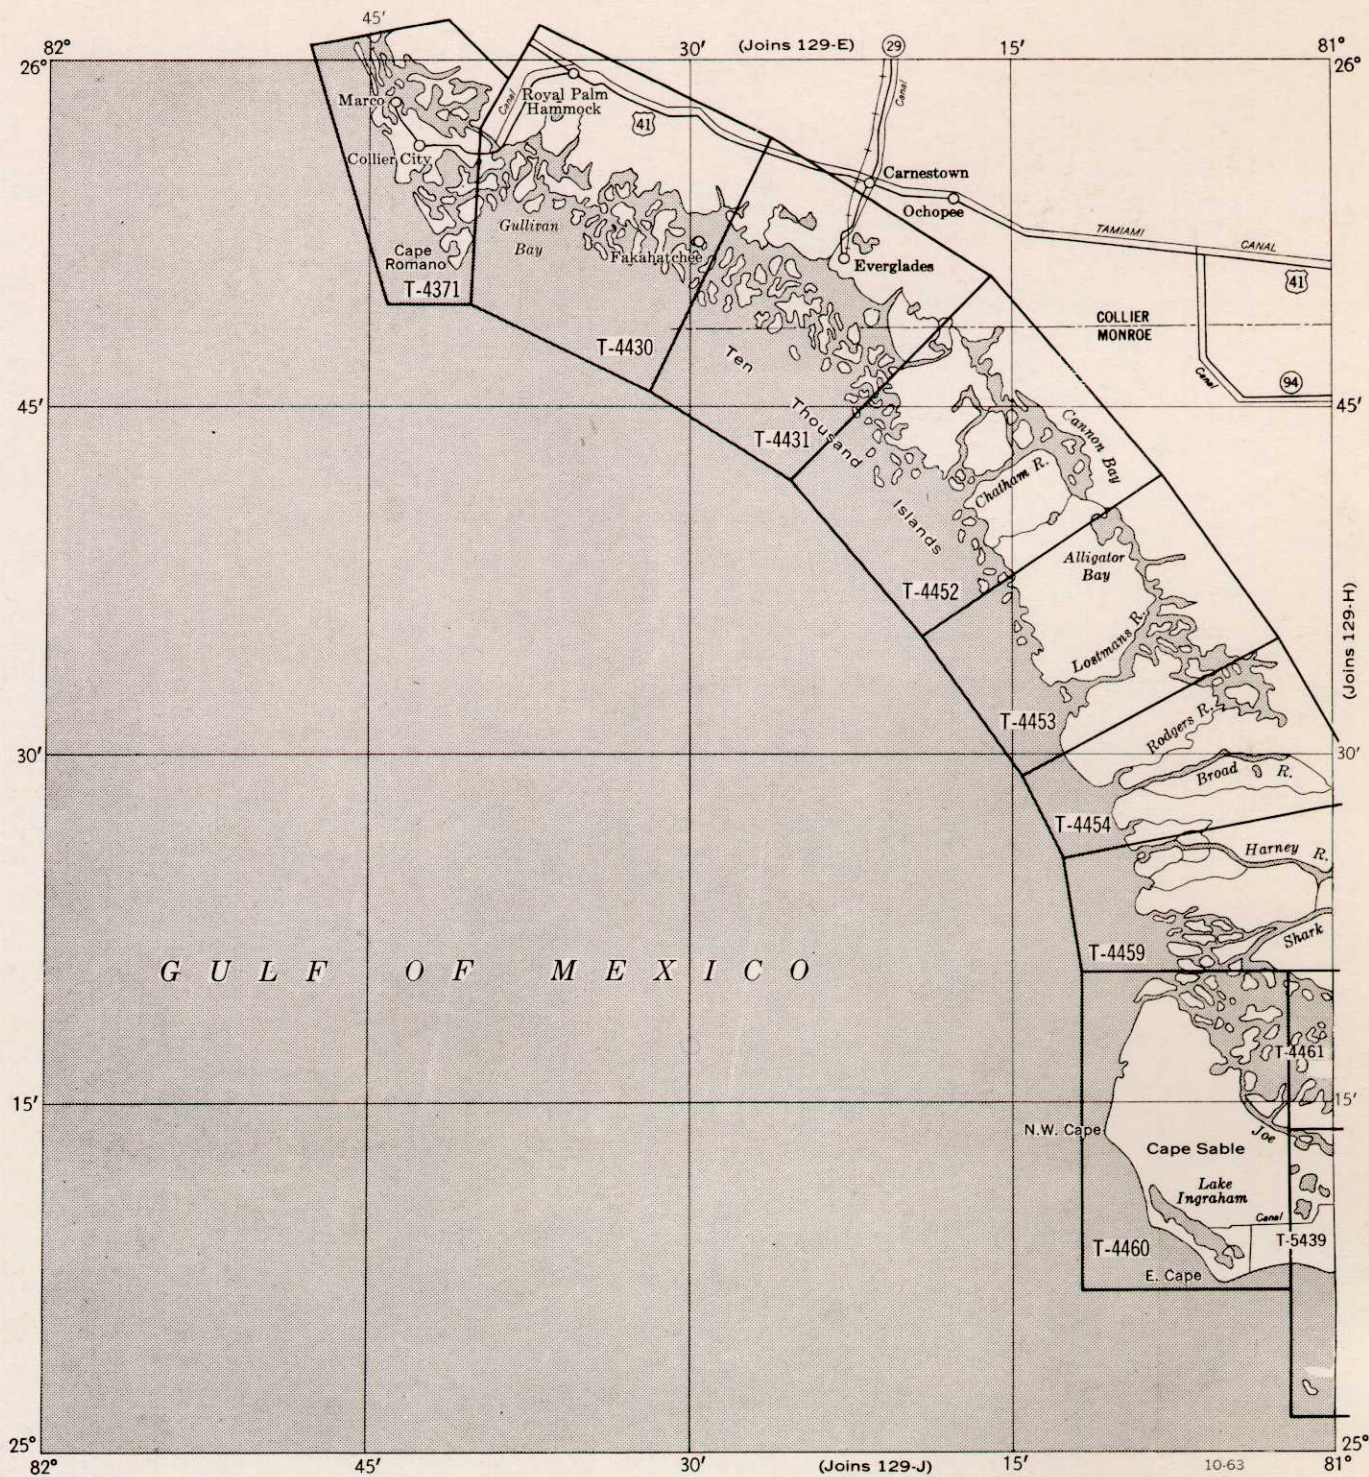 45'
82°
30'
(Joins 129-E)
29
15'
81°
26°
26°
Canal
Marco
Canal
Royal Palm
Hammock
41
Collier City
Carnestown
Ochopee
TAMIAMI
CANAL
41
Gullivan
Bay
Fakahatchee
Everglades
Cape
Romano
T-4371
COLLIER
MONROE
T-4430
Ten
Canal
94
45'
45'
Thousand
T-4431
Cannon Bay
Chatham R.
Islands
Alligator
Bay
T-4452
(Joins 129-H)
Lostmans R.
T-4453
Rodgers R.
30'
30'
Broad R.
T-4454
Harney R.
Shark
T-4459
GULF OF MEXICO
T-4461
15'
15'
N.W. Cape
Joe
Cape Sable
Lake
Ingraham
Canal
T-4460
T-5439
E. Cape
25°
25°
82°
45'
30'
(Joins 129-J)
15'
10-63
81°